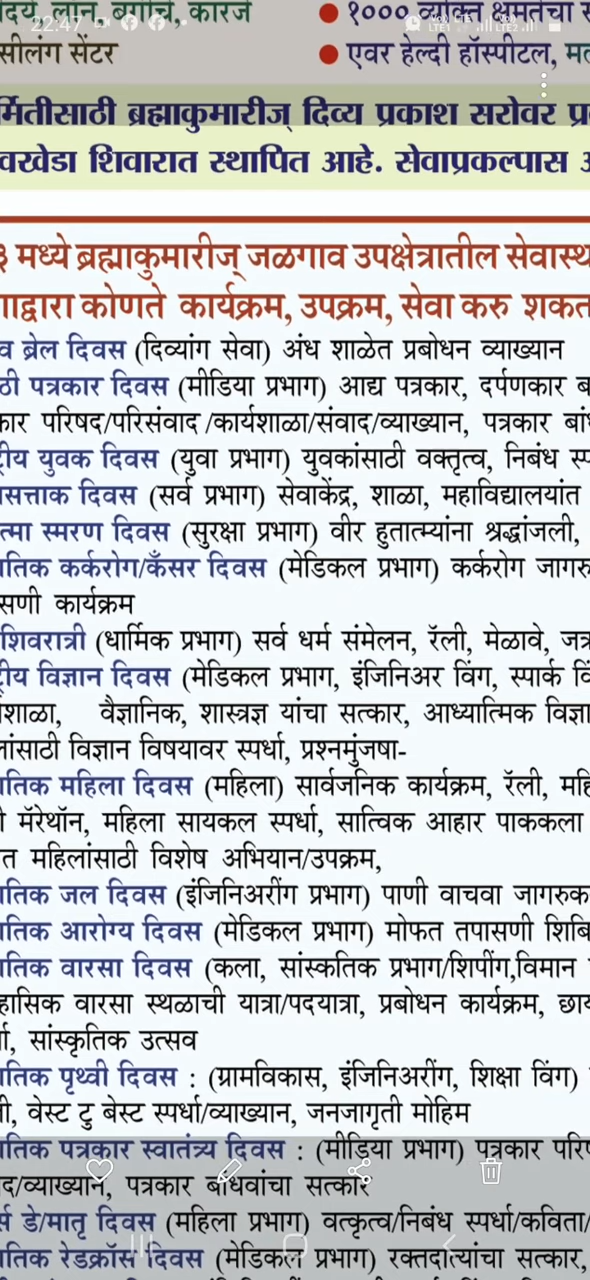 22:47
सौंदर्य, लॉन, बगीचे, कारंजे
● १००० व्यक्ति क्षमतेचा
सीलंग सेंटर
● एवर हेल्दी हॉस्पीटल,
र्मितीसाठी ब्रह्माकुमारीज् दिव्य प्रकाश सरोवर प्र
वखेडा शिवारात स्थापित आहे. सेवाप्रकल्पास
३ मध्ये ब्रह्माकुमारीज् जळगाव उपक्षेत्रातील सेवास्थ
गाद्वारा कोणते कार्यक्रम, उपक्रम, सेवा करु शकत
व ब्रेल दिवस (दिव्यांग सेवा) अंध शाळेत प्रबोधन व्याख्यान
ठी पत्रकार दिवस (मीडिया प्रभाग) आद्य पत्रकार, दर्पणकार ब
कार परिषद/परिसंवाद /कार्यशाळा/संवाद/व्याख्यान, पत्रकार बां
्रीय युवक दिवस (युवा प्रभाग) युवकांसाठी वक्तृत्व, निबंध स्प
सत्ताक दिवस (सर्व प्रभाग) सेवाकेंद्र, शाळा, महाविद्यालयांत
त्मा स्मरण दिवस (सुरक्षा प्रभाग) वीर हुतात्म्यांना श्रद्धांजली,
तिक कर्करोग/कँसर दिवस (मेडिकल प्रभाग) कर्करोग जागरु
सणी कार्यक्रम
शिवरात्री (धार्मिक प्रभाग) सर्व धर्म संमेलन, रॅली, मेळावे, जत्र
्रीय विज्ञान दिवस (मेडिकल प्रभाग, इंजिनिअर विंग, स्पार्क विं
शाळा, वैज्ञानिक, शास्त्रज्ञ यांचा सत्कार, आध्यात्मिक विज्ञा
लांसाठी विज्ञान विषयावर स्पर्धा, प्रश्नमुंजषा-
तिक महिला दिवस (महिला) सार्वजनिक कार्यक्रम, रॅली, महि
ी मॅरेथॉन, महिला सायकल स्पर्धा, सात्विक आहार पाककला
त महिलांसाठी विशेष अभियान/उपक्रम,
तिक जल दिवस (इंजिनिअरींग प्रभाग) पाणी वाचवा जागरुक
तिक आरोग्य दिवस (मेडिकल प्रभाग) मोफत तपासणी शिबि
तिक वारसा दिवस (कला, सांस्कतिक प्रभाग/शिपींग,विमान
हासिक वारसा स्थळाची यात्रा/पदयात्रा, प्रबोधन कार्यक्रम, छाय
र्ा, सांस्कृतिक उत्सव
तिक पृथ्वी दिवस : (ग्रामविकास, इंजिनिअरींग, शिक्षा विंग)
ी, वेस्ट टु बेस्ट स्पर्धा/व्याख्यान, जनजागृती मोहिम
तिक पत्रकार स्वातंत्र्य दिवस : (मीडिया प्रभाग) पत्रकार परिष
द/व्याख्यान, पत्रकार बांधवांचा सत्कार
र्स डे/मातृ दिवस (महिला प्रभाग) वत्कृत्व/निबंध स्पर्धा/कविता/
तिक रेडक्रॉस दिवस (मेडिकल प्रभाग) रक्तदात्यांचा सत्कार,